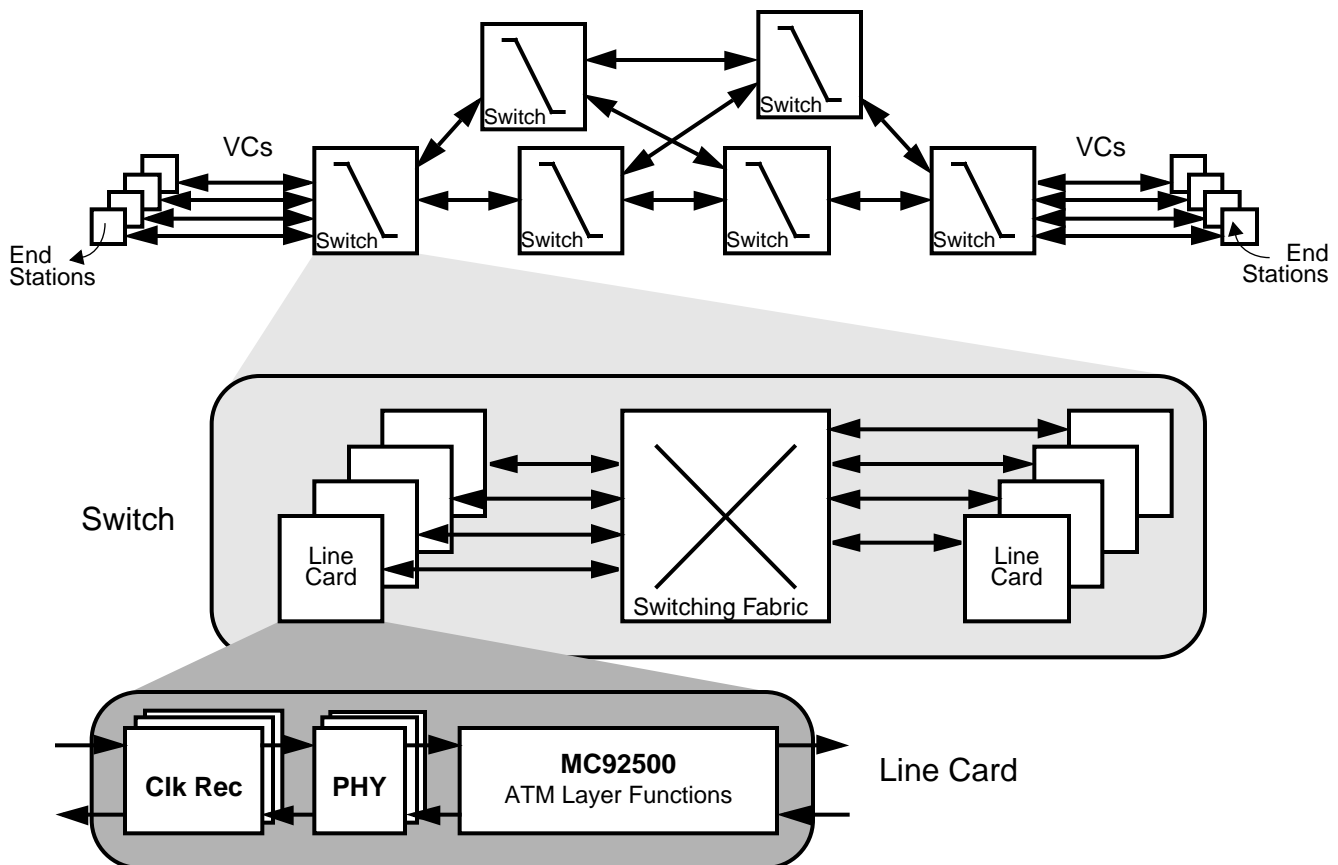 Switch
Switch
VCs
VCs
Switch
Switch
Switch
Switch
End
Stations
End
Stations
Switch
Line
Card
Switching Fabric
Line
Card
Clk Rec
PHY
MC92500
ATM Layer Functions
Line Card